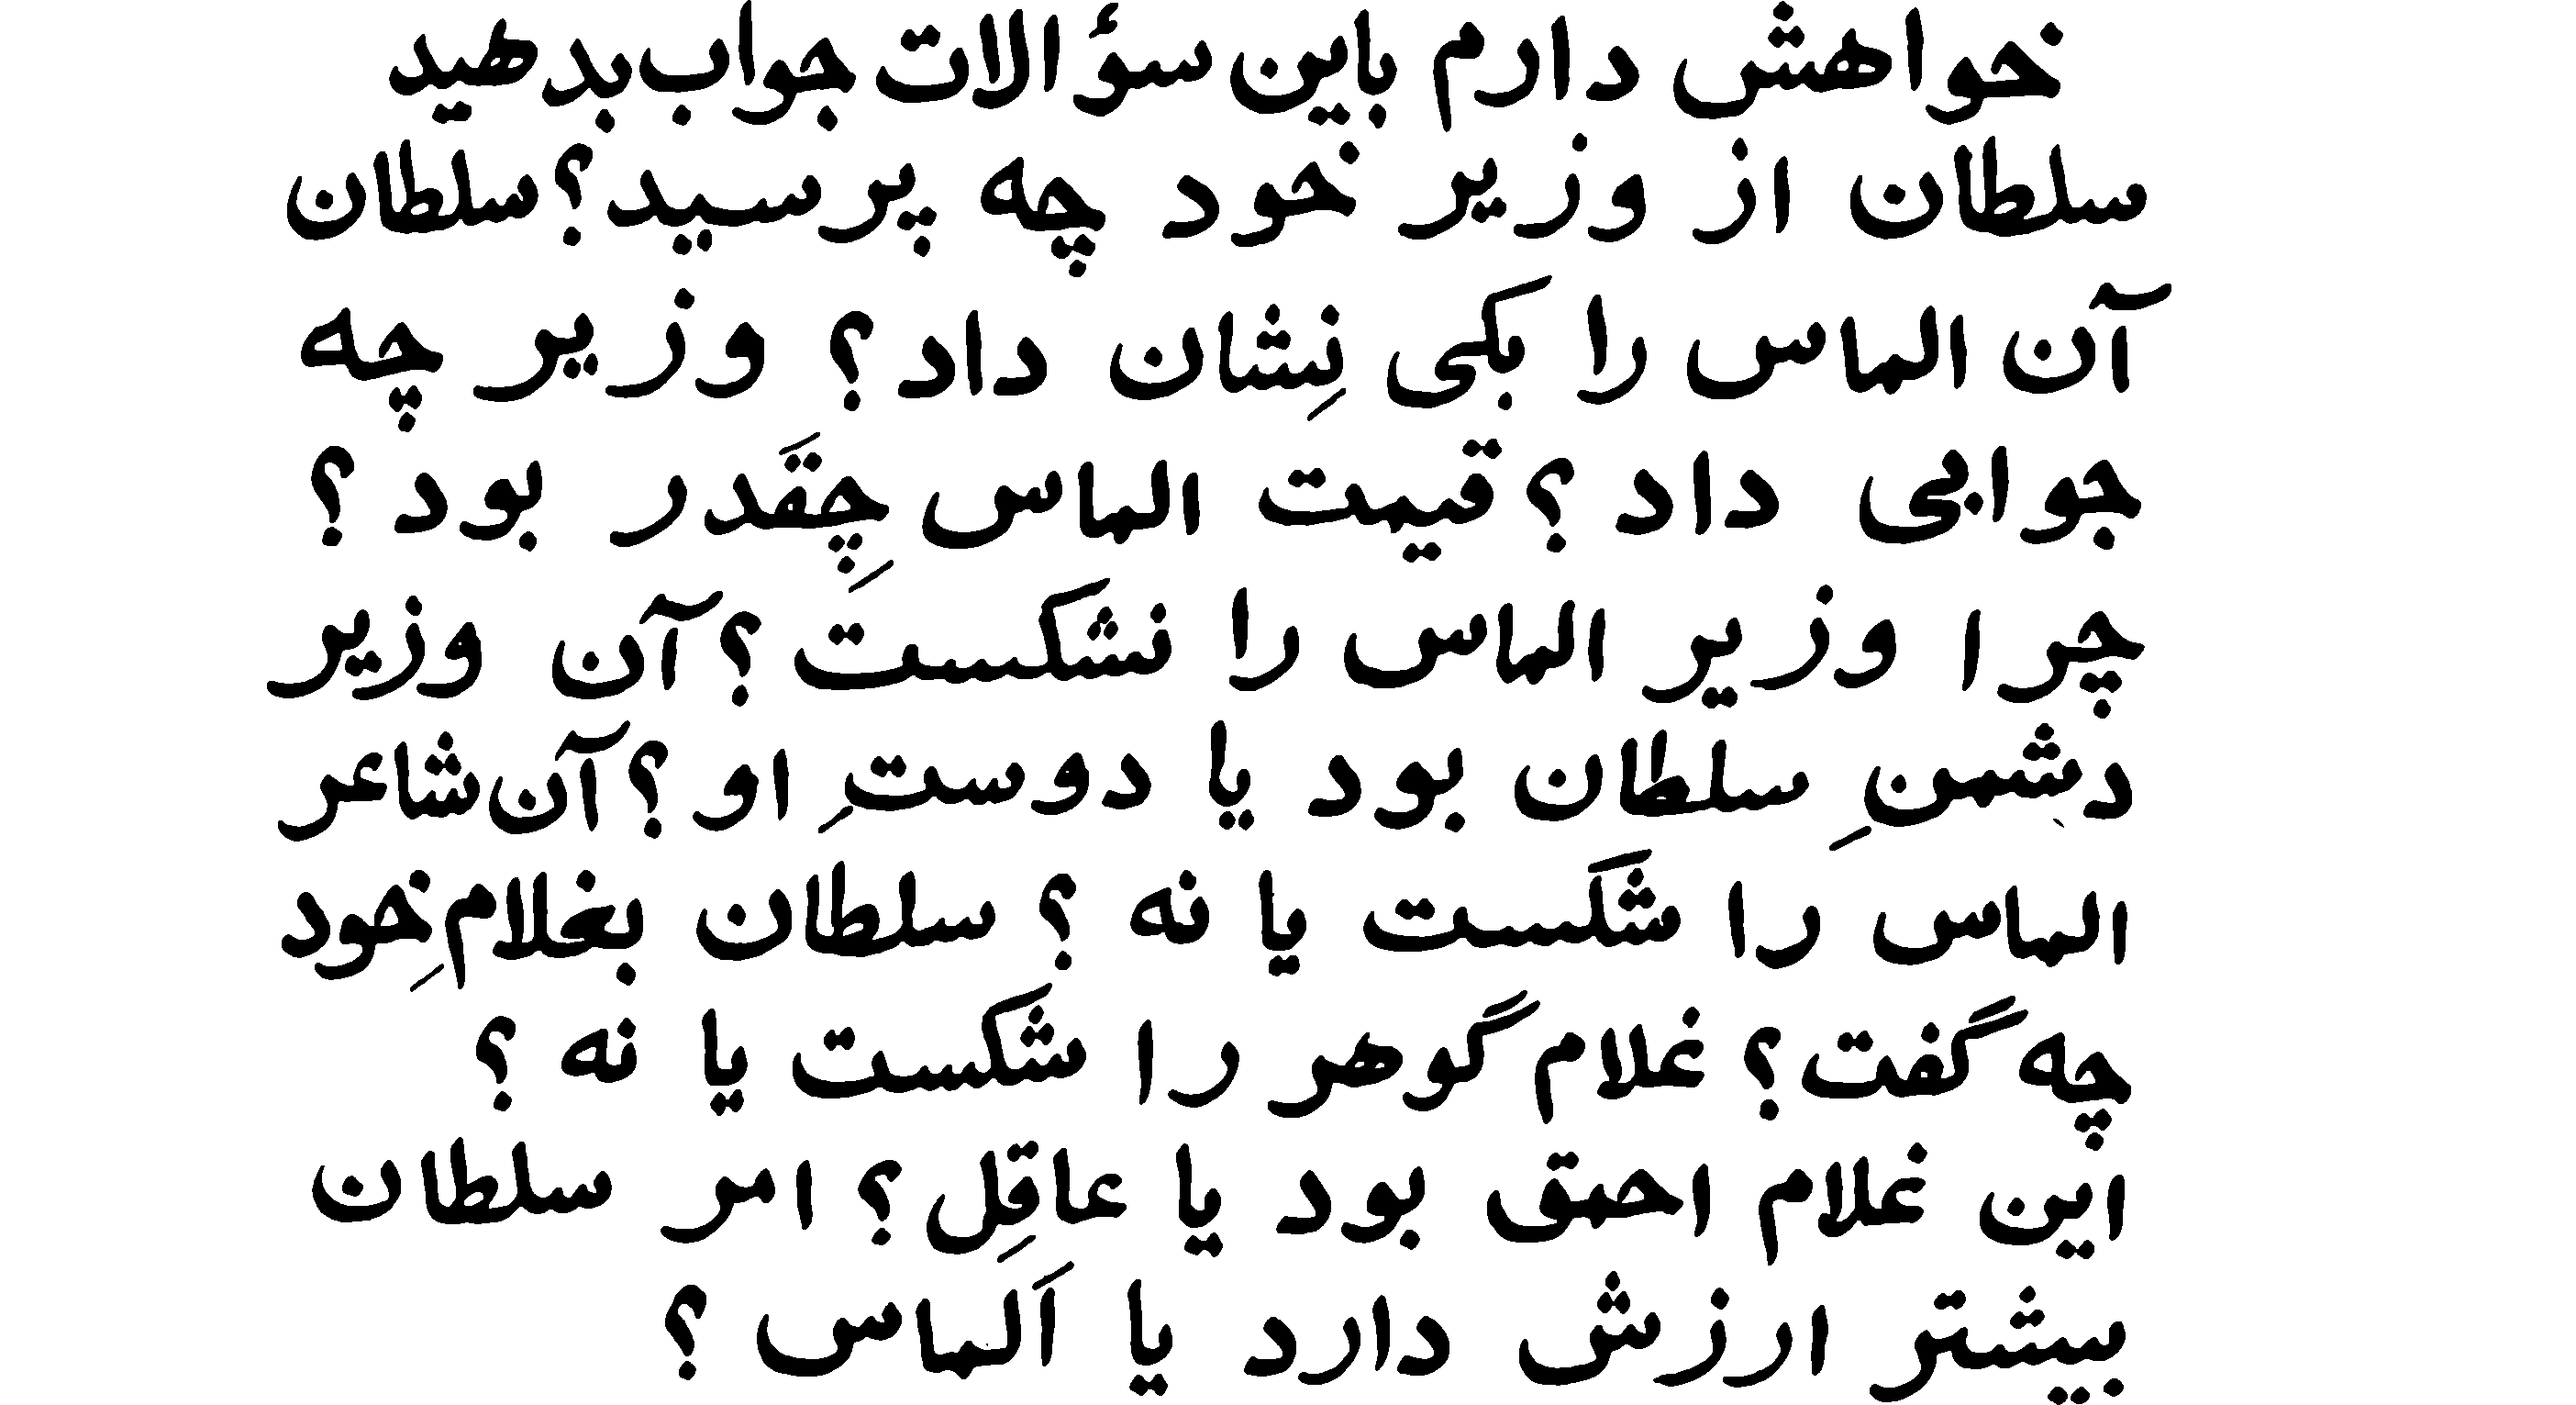 خواهش دارم باین سؤالات جواب بدهید
سلطان از وزیر خود چه پرسید؟ سلطان
آن الماس را بکی نِشان داد؟ وزیر چه
جوابی داد؟ قیمت الماس چِقَدر بود؟
چرا وزیر الماس را نشکست؟ آن وزیر
دشمنِ سلطان بود یا دوستِ او؟ آن شاعر
الماس را شکَست یا نه؟ سلطان بغلامِ خود
چه گفت؟ غلام گوهر را شکست یا نه؟
این غلام احمق بود یا عاقِل؟ امر سلطان
بیشتر ارزش دارد یا اَلماس؟